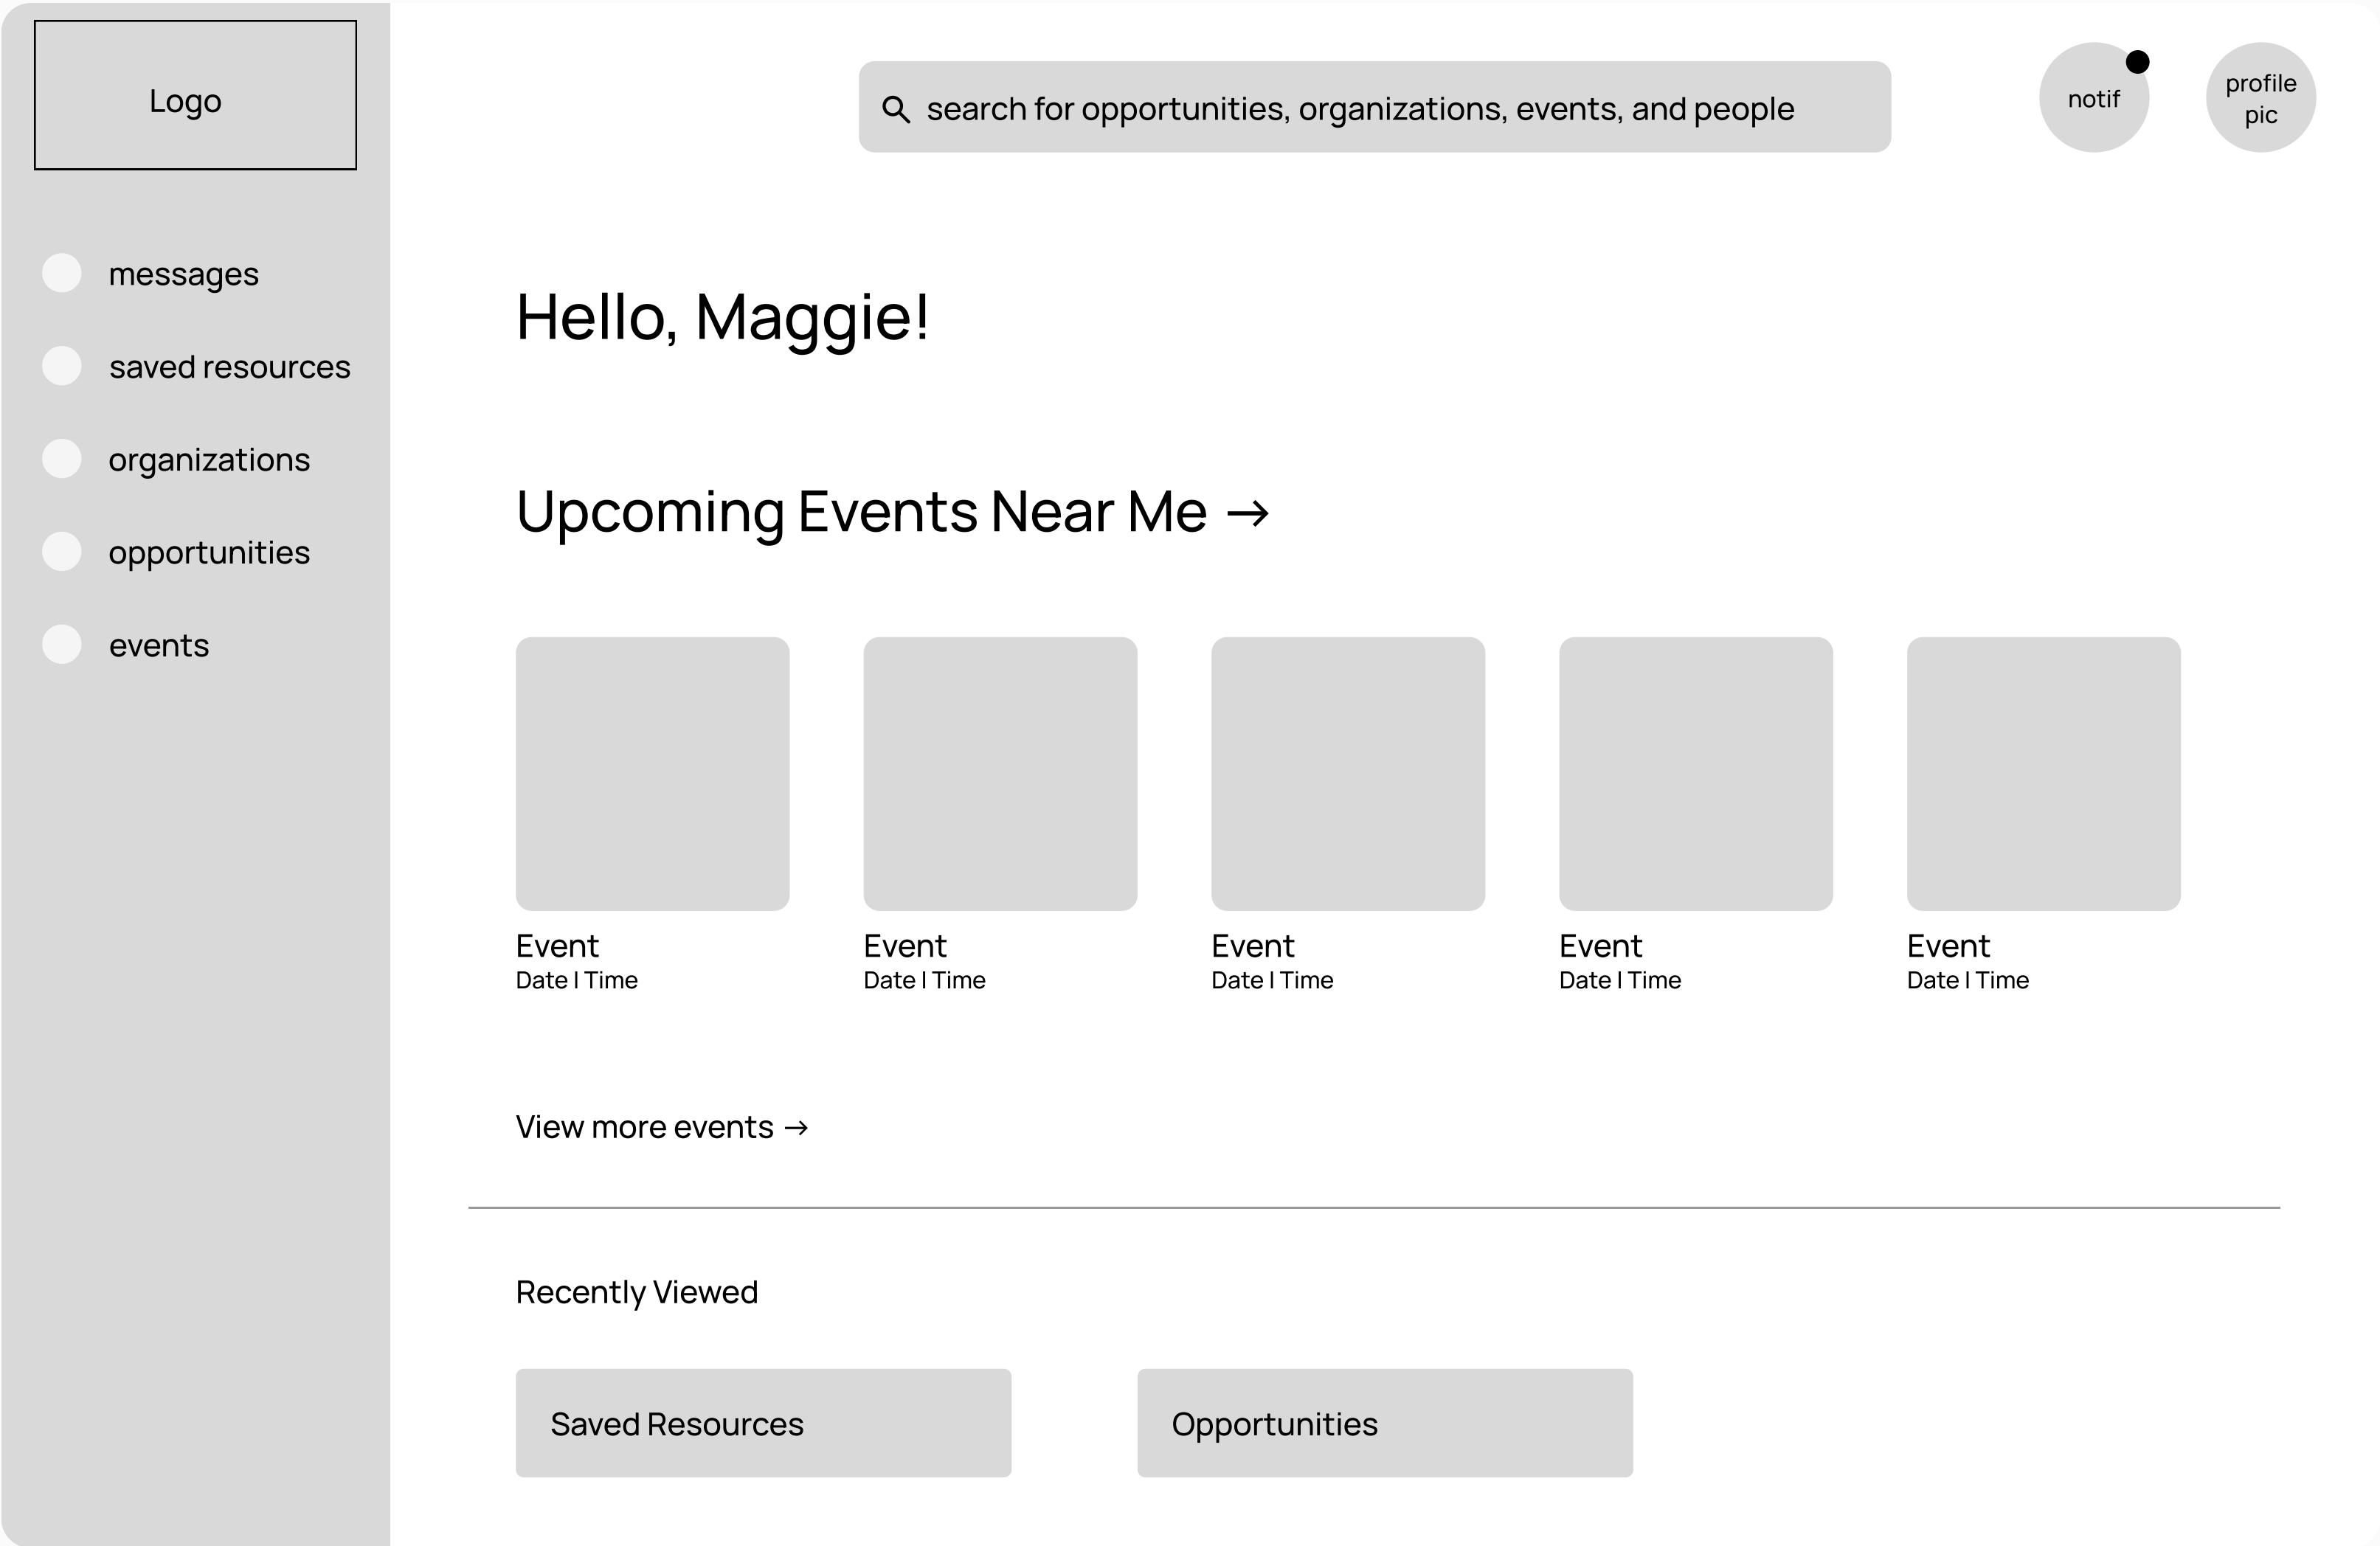 Logo
search for opportunities, organizations, events, and people
notif
profile
pic
messages
saved resources
organizations
opportunities
events
Hello, Maggie!
Upcoming Events Near Me →
Event
Date | Time
Event
Date | Time
Event
Date | Time
Event
Date | Time
Event
Date | Time
View more events →
Recently Viewed
Saved Resources
Opportunities